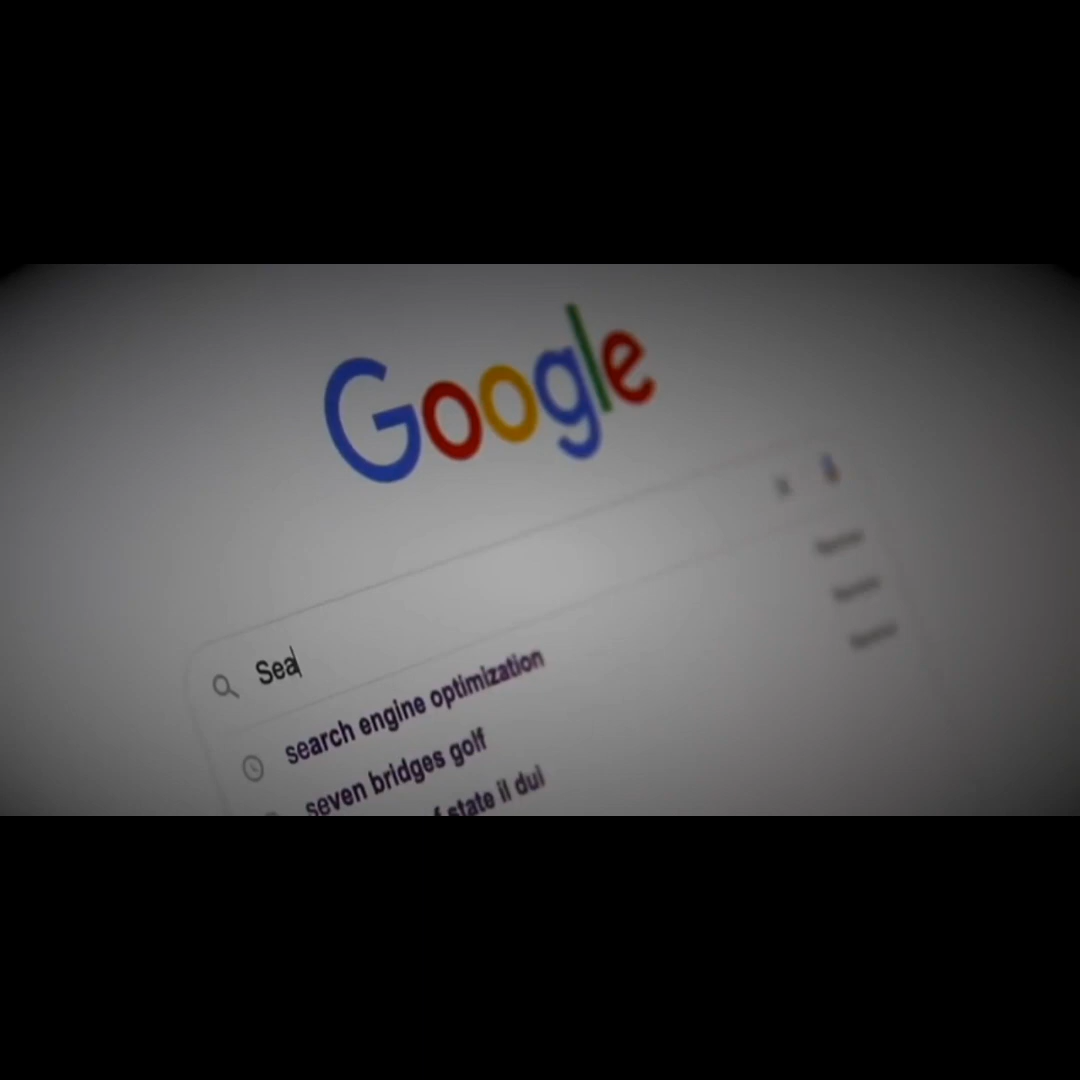 Google
Sea
search engine optimization
seven bridges golf
state il dui